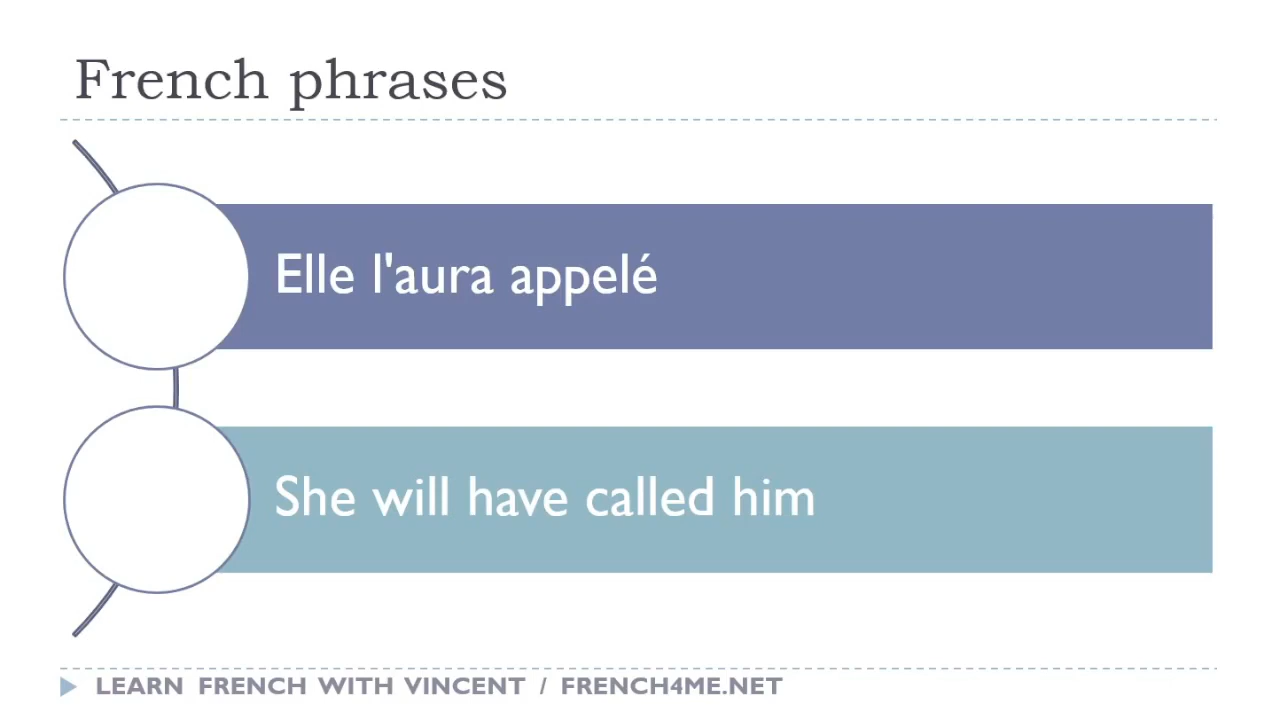 French phrases
Elle l'aura appelé
She will have called him
LEARN FRENCH WITH VINCENT / FRENCH4ME.NET